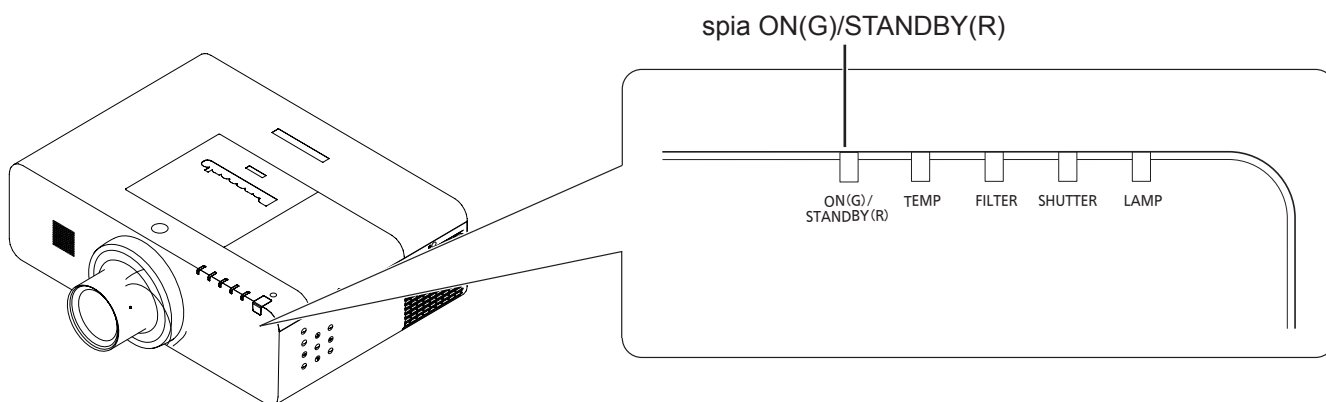 spia ON(G)/STANDBY(R)
ON(G)/
STANDBY(R)
TEMP
FILTER
SHUTTER
LAMP